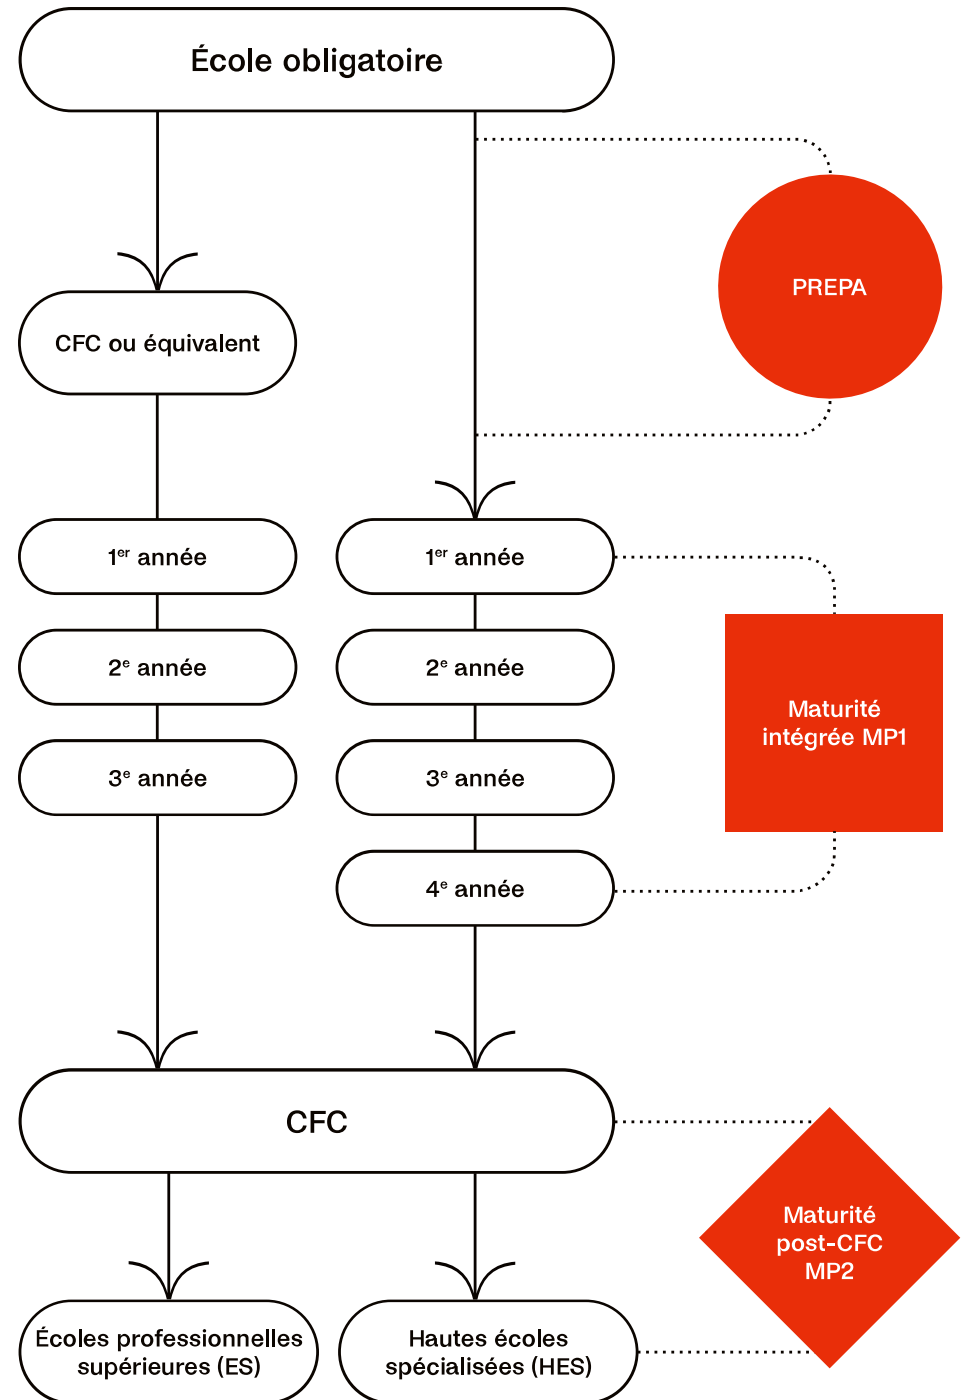 École obligatoire
PREPA
CFC ou équivalent
1er année
1er année
2e année
2e année
Maturité
intégrée MP1
3e année
3e année
4e année
CFC
Maturité
post-CFC
MP2
Écoles professionnelles
supérieures (ES)
Hautes écoles
spécialisées (HES)